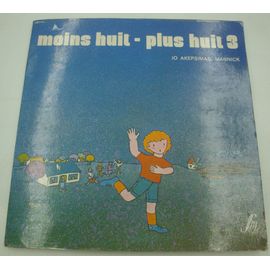 moins huit - plus huit 3
JO AKEPSIMAS, MANNICK